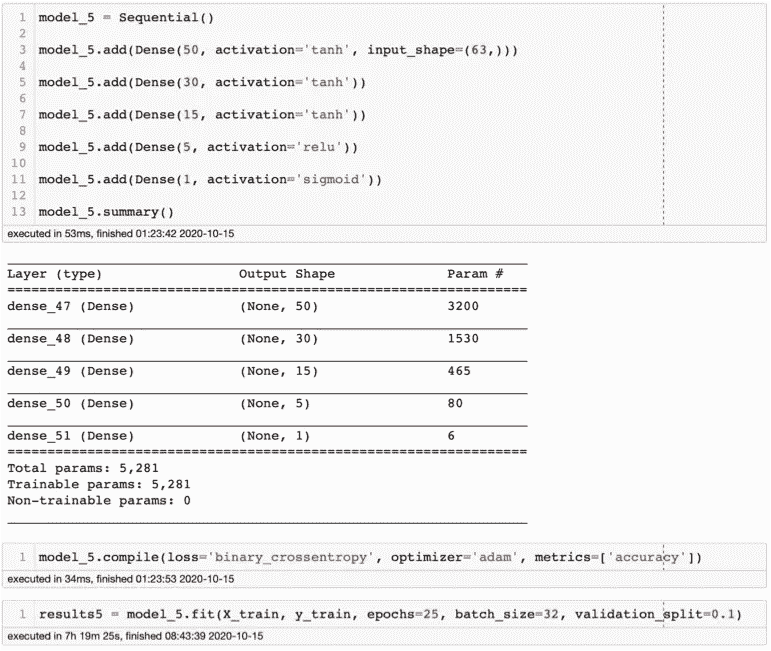 1 model_5 = Sequential()
2
3 model_5.add(Dense(50, activation='tanh', input_shape=(63,)))
4
5 model_5.add(Dense(30, activation='tanh'))
6
7 model_5.add(Dense(15, activation='tanh'))
8
9 model_5.add(Dense(5, activation='relu'))
10
11 model_5.add(Dense(1, activation='sigmoid'))
12
13 model_5.summary()
executed in 53ms, finished 01:23:42 2020-10-15
Layer (type) Output Shape Param #
=================================================================
dense_47 (Dense) (None, 50) 3200
dense_48 (Dense) (None, 30) 1530
dense_49 (Dense) (None, 15) 465
dense_50 (Dense) (None, 5) 80
dense_51 (Dense) (None, 1) 6
=================================================================
Total params: 5,281
Trainable params: 5,281
Non-trainable params: 0
1 model_5.compile(loss='binary_crossentropy', optimizer='adam', metrics=['accuracy'])
executed in 34ms, finished 01:23:53 2020-10-15
1 results5 = model_5.fit(X_train, y_train, epochs=25, batch_size=32, validation_split=0.1)
executed in 7h 19m 25s, finished 08:43:39 2020-10-15